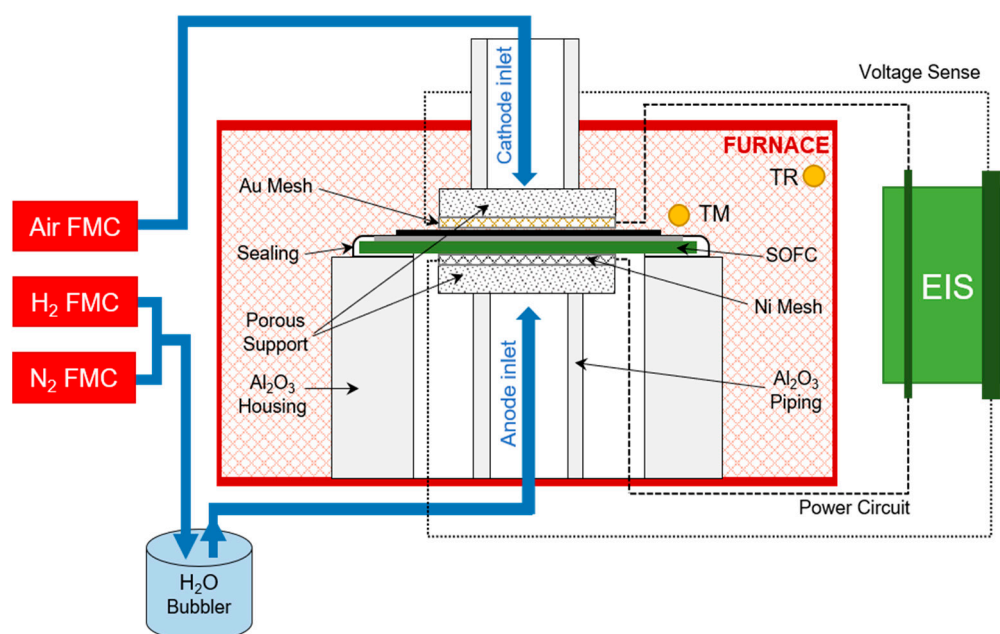 Voltage Sense
Cathode inlet
FURNACE
TR
Au Mesh
TM
Air FMC
Sealing
SOFC
EIS
H₂ FMC
Ni Mesh
Porous
Support
N₂ FMC
Al₂O₃
Housing
Anode inlet
Al₂O₃
Piping
Power Circuit
H₂O
Bubbler